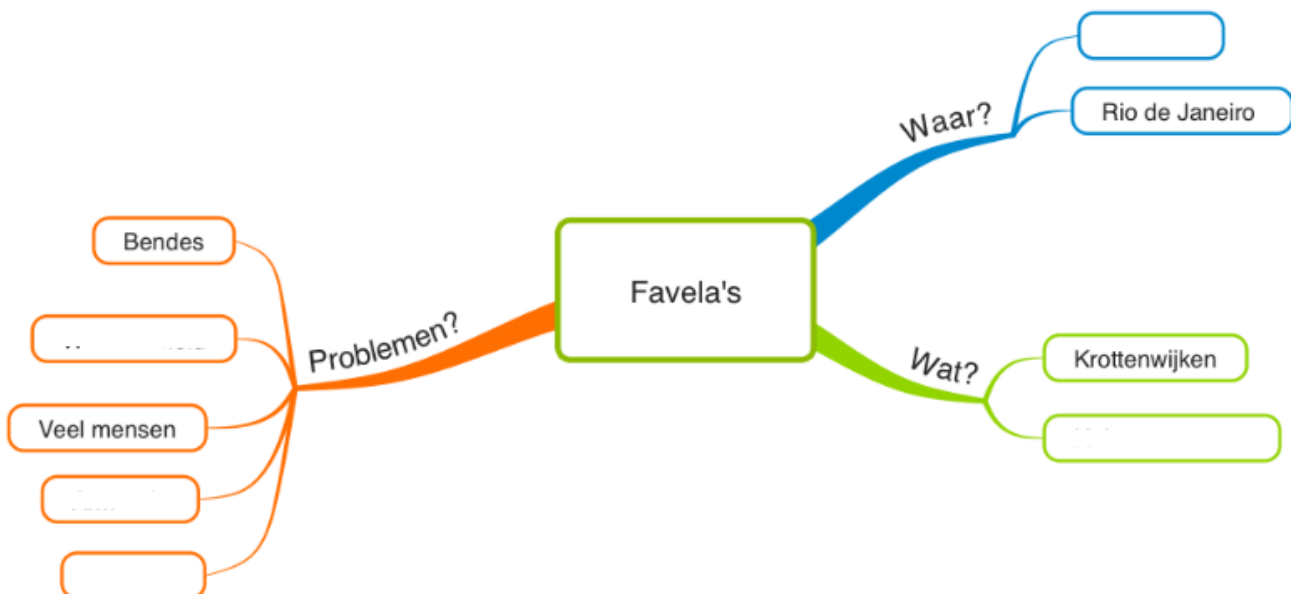 Waar?
Rio de Janeiro
Bendes
Favela's
Problemen?
Wat?
Krottenwijken
Veel mensen